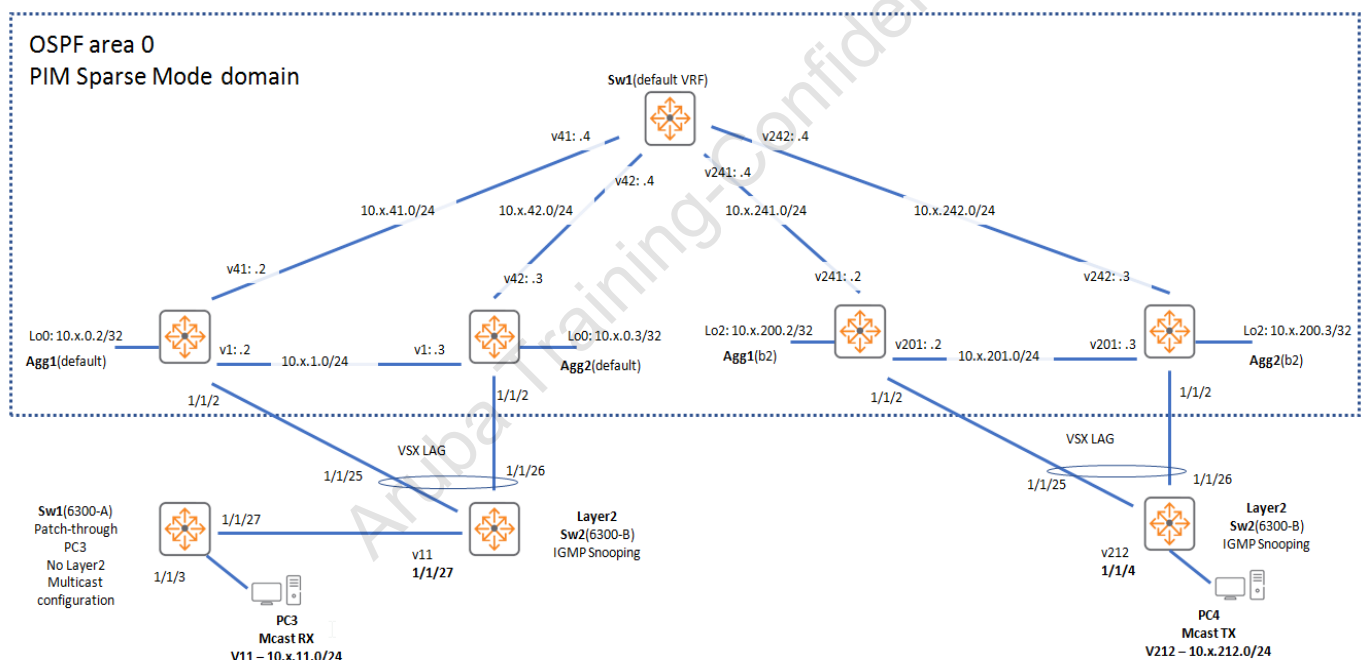 OSPF area 0
PIM Sparse Mode domain
Sw1(default VRF)
v41: .4
v42: .4
v241: .4
v242: .4
10.x.41.0/24
10.x.42.0/24
10.x.241.0/24
10.x.242.0/24
v41: .2
v42: .3
v241: .2
v242: .3
Lo0: 10.x.0.2/32
Agg1(default)
v1:.2
10.x.1.0/24
v1:.3
Lo0: 10.x.0.3/32
Agg2(default)
Lo2: 10.x.200.2/32
Agg1(b2)
v201: .2
10.x.201.0/24
v201: .3
Lo2: 10.x.200.3/32
Agg2(b2)
1/1/2
1/1/2
1/1/2
1/1/2
VSX LAG
1/1/25
1/1/26
VSX LAG
1/1/25
1/1/26
Sw1(6300-A)
Patch-through
PC3
No Layer2
Multicast
configuration
1/1/27
1/1/3
v11
1/1/27
Layer2
Sw2(6300-B)
IGMP Snooping
PC3
Mcast RX
V11 – 10.x.11.0/24
Layer2
Sw2(6300-B)
IGMP Snooping
v212
1/1/4
PC4
Mcast TX
V212 – 10.x.212.0/24
Aruba Training-Confiden